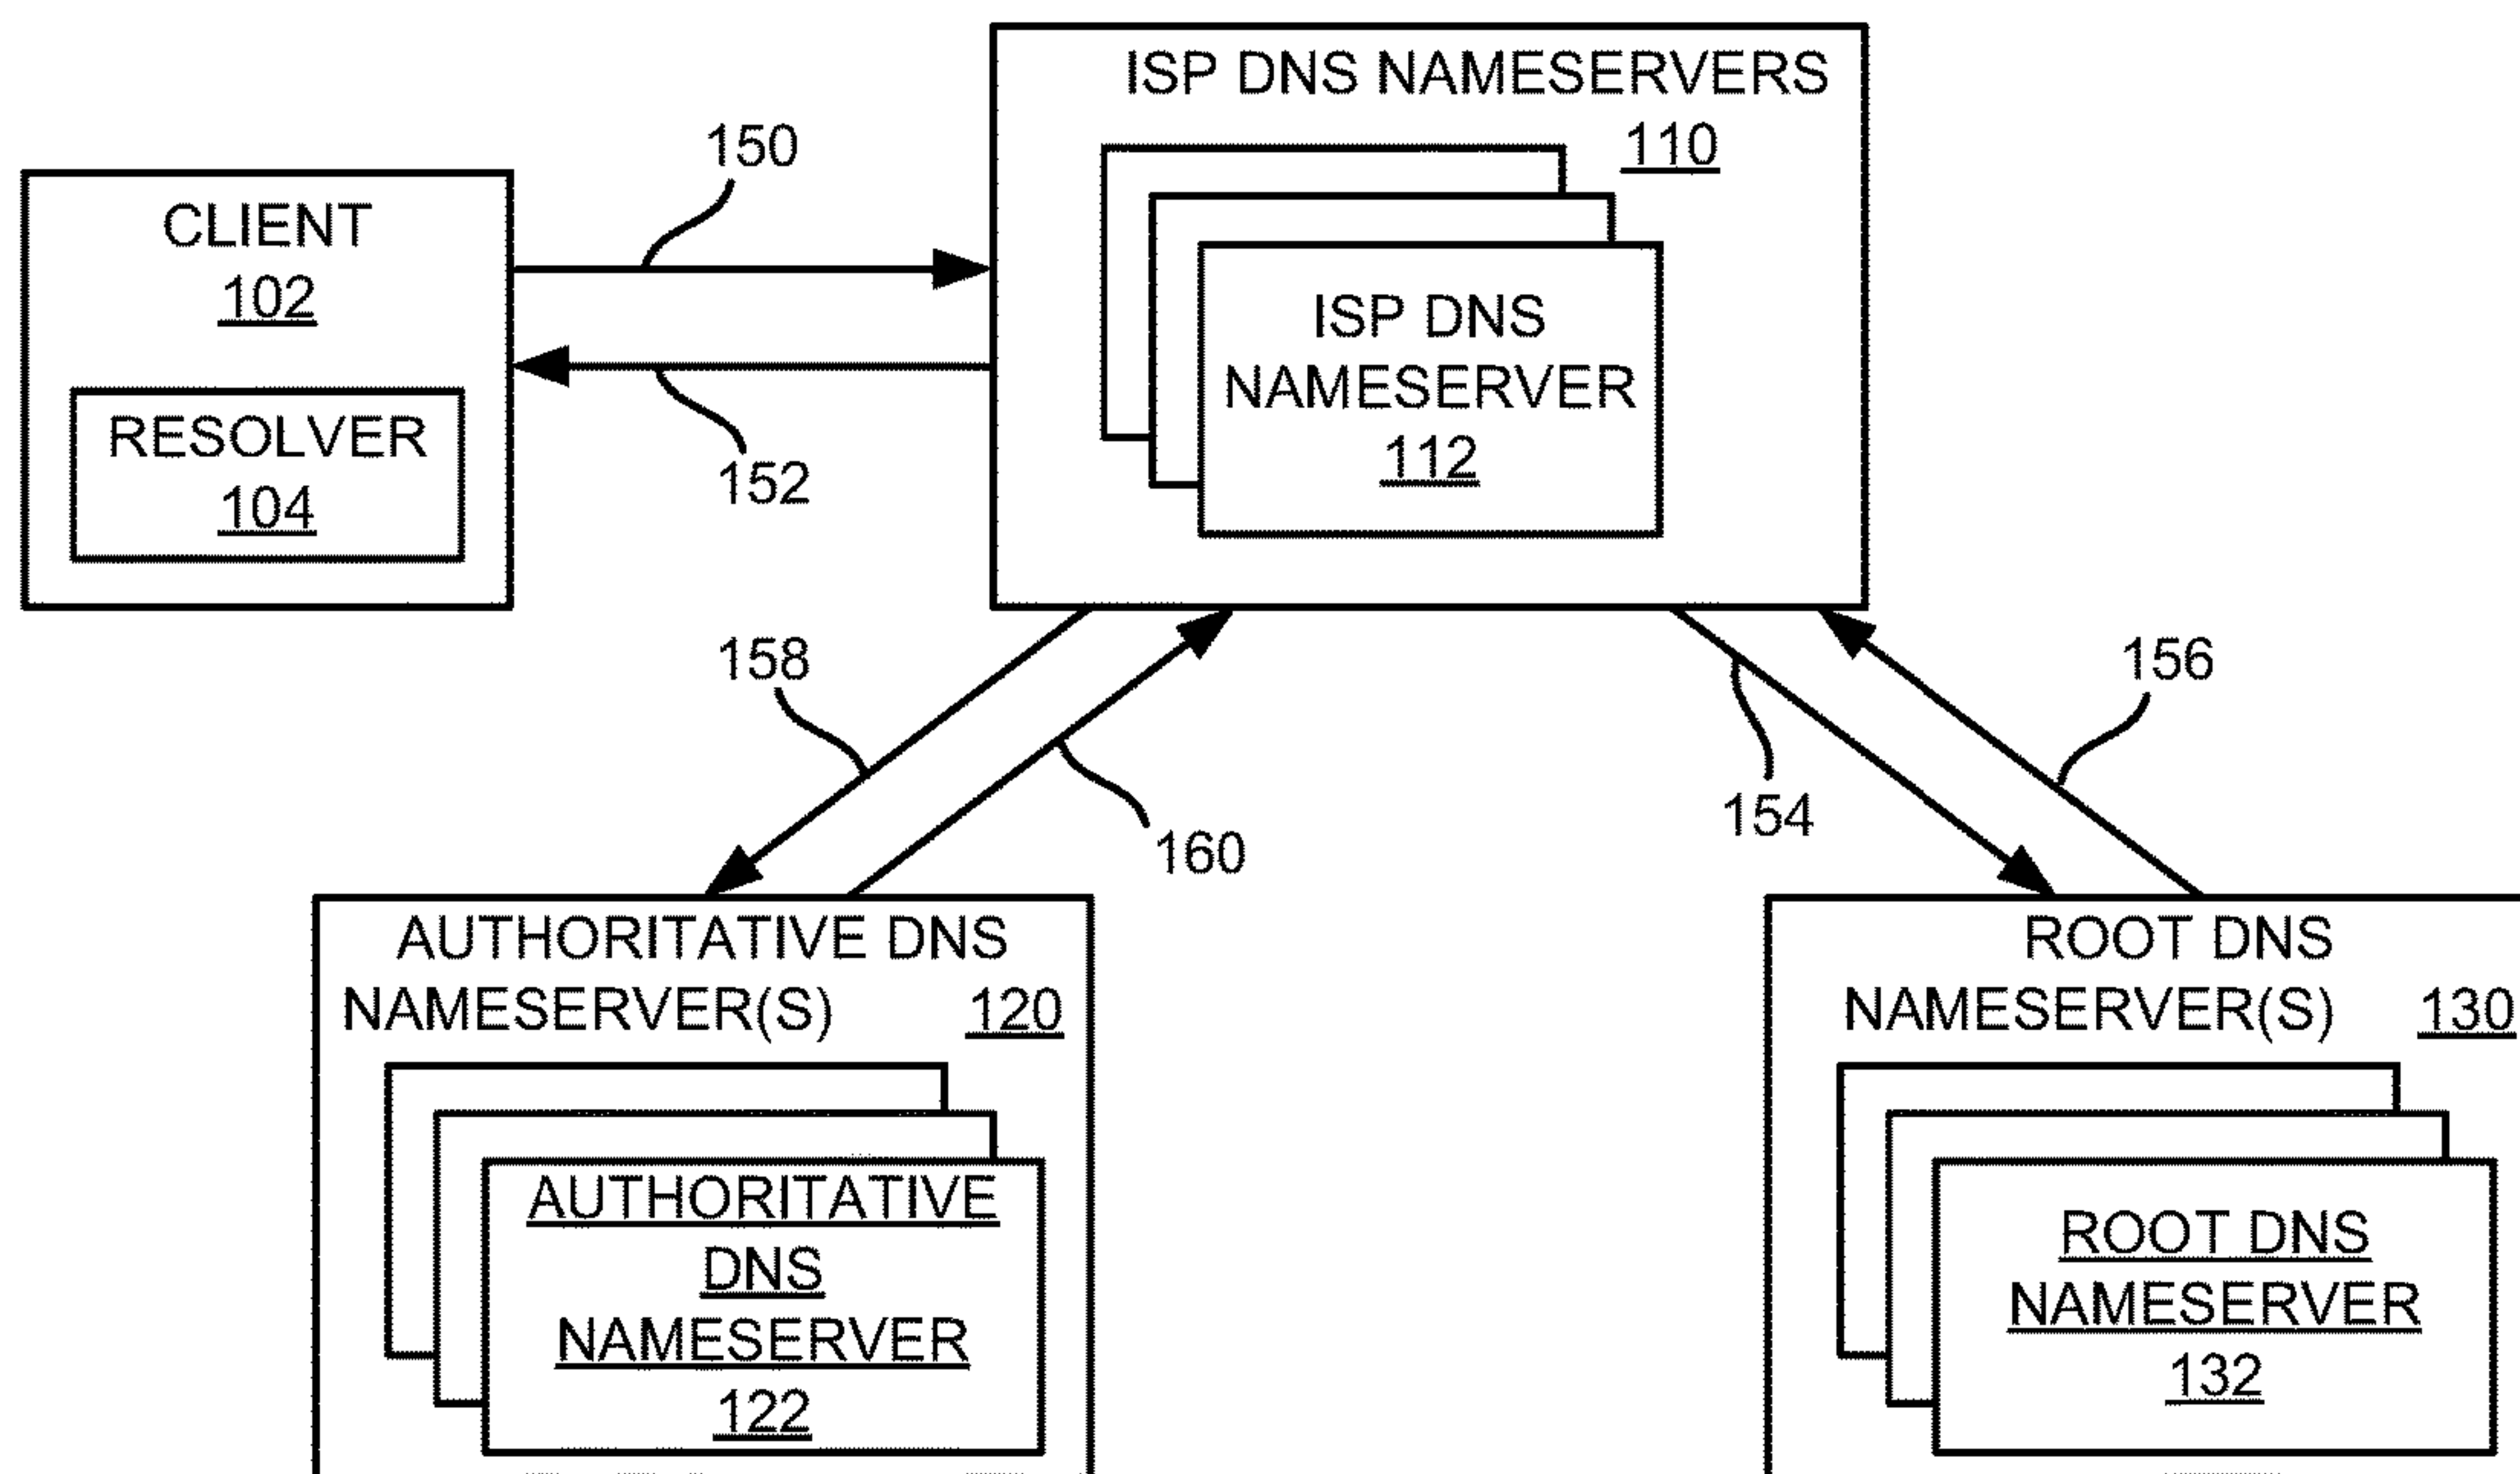 ISP DNS NAMESERVERS
110
150
CLIENT
102
ISP DNS
NAMESERVER
112
RESOLVER
104
152
158
156
154
160
AUTHORITATIVE DNS
NAMESERVER(S) 120
AUTHORITATIVE
DNS
NAMESERVER
122
ROOT DNS
NAMESERVER(S) 130
ROOT DNS
NAMESERVER
132